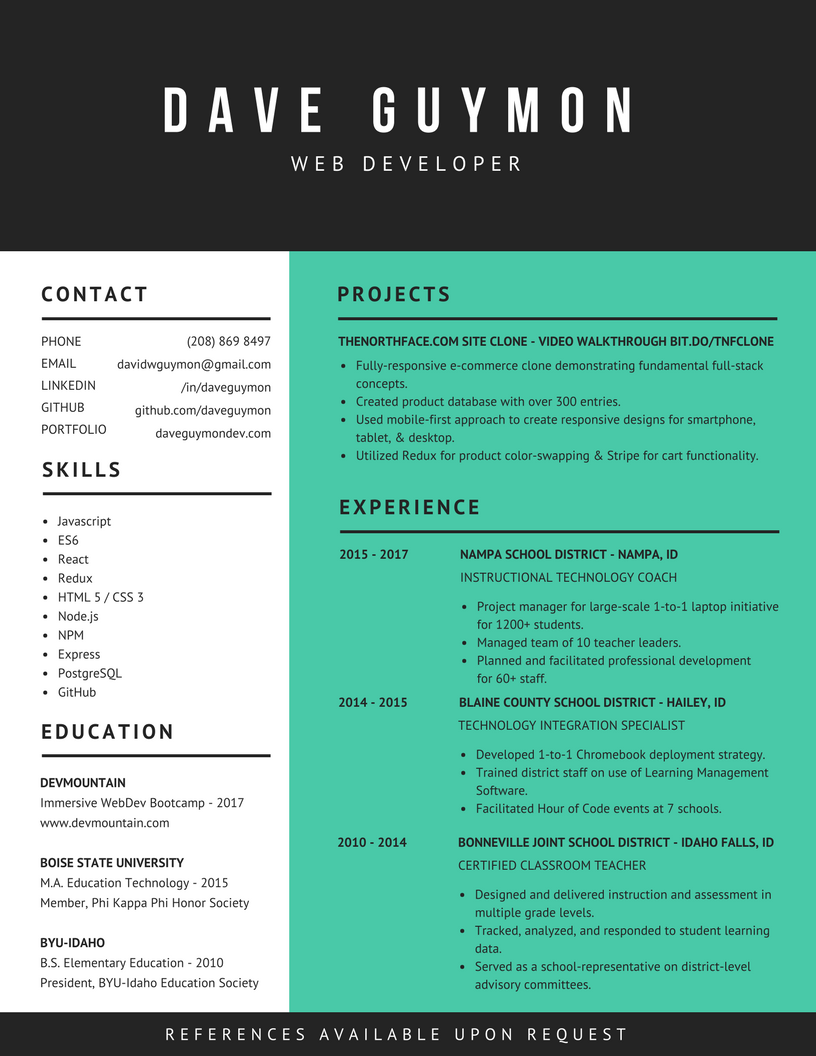 DAVE GUYMON
WEB DEVELOPER
CONTACT
PHONE (208) 869 8497
EMAIL davidwguymon@gmail.com
LINKEDIN /in/daveguymon
GITHUB github.com/daveguymon
PORTFOLIO daveguymondev.com
SKILLS
• Javascript
• ES6
• React
• Redux
• HTML 5 / CSS 3
• Node.js
• NPM
• Express
• PostgreSQL
• GitHub
EDUCATION
DEVMOUNTAIN
Immersive WebDev Bootcamp - 2017
www.devmountain.com
BOISE STATE UNIVERSITY
M.A. Education Technology - 2015
Member, Phi Kappa Phi Honor Society
BYU-IDAHO
B.S. Elementary Education - 2010
President, BYU-Idaho Education Society
PROJECTS
THENORTHFACE.COM SITE CLONE - VIDEO WALKTHROUGH BIT.DO/TNFCLONE
• Fully-responsive e-commerce clone demonstrating fundamental full-stack
concepts.
• Created product database with over 300 entries.
• Used mobile-first approach to create responsive designs for smartphone,
tablet, & desktop.
• Utilized Redux for product color-swapping & Stripe for cart functionality.
EXPERIENCE
2015 - 2017 NAMPA SCHOOL DISTRICT - NAMPA, ID
INSTRUCTIONAL TECHNOLOGY COACH
• Project manager for large-scale 1-to-1 laptop initiative
for 1200+ students.
• Managed team of 10 teacher leaders.
• Planned and facilitated professional development
for 60+ staff.
2014 - 2015 BLAINE COUNTY SCHOOL DISTRICT - HAILEY, ID
TECHNOLOGY INTEGRATION SPECIALIST
• Developed 1-to-1 Chromebook deployment strategy.
• Trained district staff on use of Learning Management
Software.
• Facilitated Hour of Code events at 7 schools.
2010 - 2014 BONNEVILLE JOINT SCHOOL DISTRICT - IDAHO FALLS, ID
CERTIFIED CLASSROOM TEACHER
• Designed and delivered instruction and assessment in
multiple grade levels.
• Tracked, analyzed, and responded to student learning
data.
• Served as a school-representative on district-level
advisory committees.
REFERENCES AVAILABLE UPON REQUEST